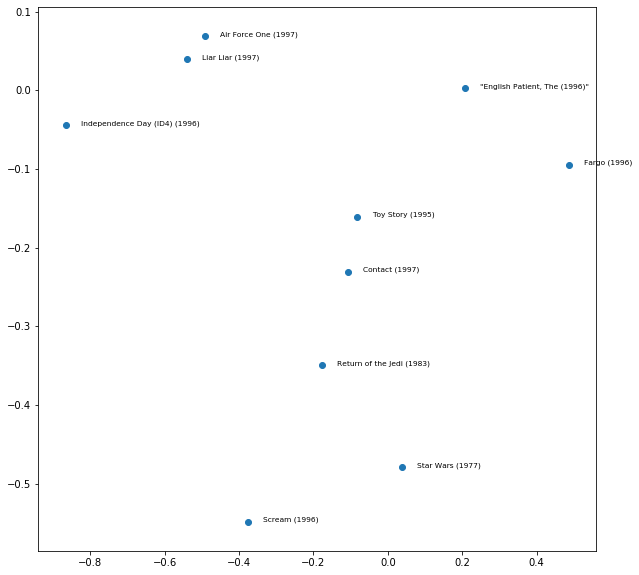 0.1
Air Force One (1997)
Liar Liar (1997)
0.0
"English Patient, The (1996)"
Independence Day (ID4) (1996)
−0.1
Fargo (1996)
Toy Story (1995)
−0.2
Contact (1997)
−0.3
Return of the Jedi (1983)
−0.4
Star Wars (1977)
−0.5
Scream (1996)
−0.8 −0.6 −0.4 −0.2 0.0 0.2 0.4